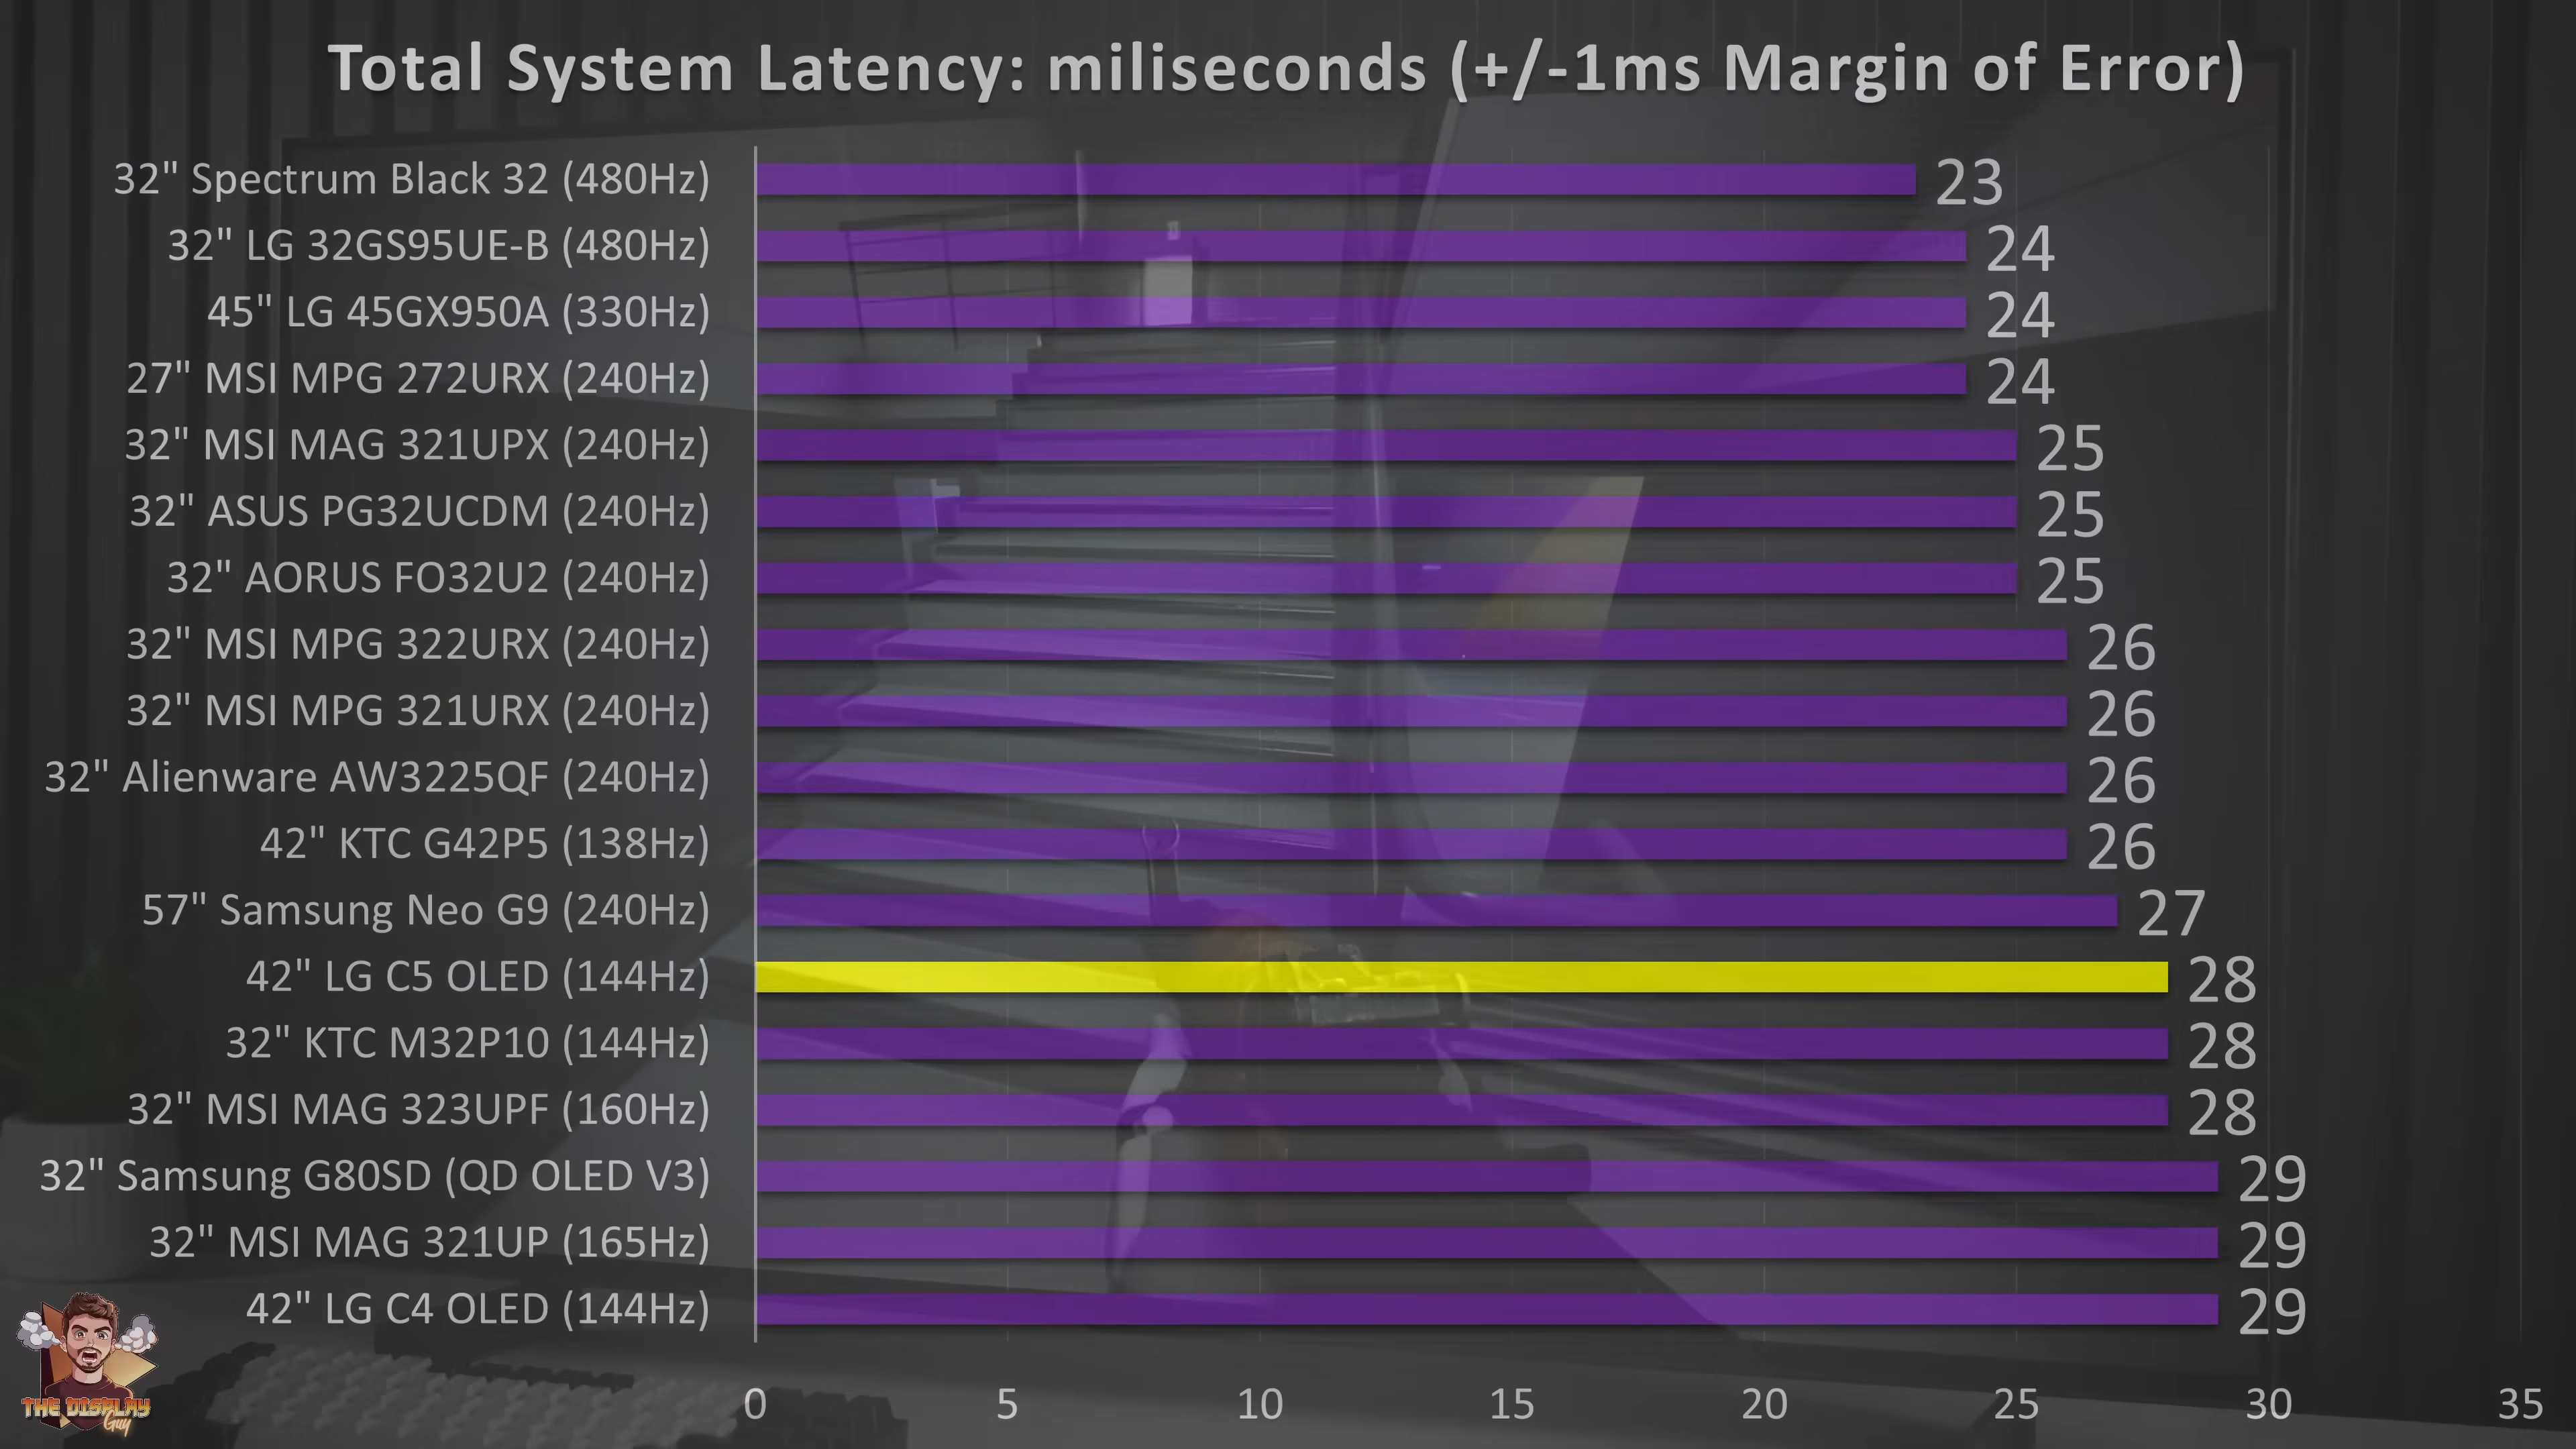 Total System Latency: miliseconds (+/-1ms Margin of Error)
32" Spectrum Black 32 (480Hz) 23
32" LG 32GS95UE-B (480Hz) 24
45" LG 45GX950A (330Hz) 24
27" MSI MPG 272URX (240Hz) 24
32" MSI MAG 321UPX (240Hz) 25
32" ASUS PG32UCDM (240Hz) 25
32" AORUS FO32U2 (240Hz) 25
32" MSI MPG 322URX (240Hz) 26
32" MSI MPG 321URX (240Hz) 26
32" Alienware AW3225QF (240Hz) 26
42" KTC G42P5 (138Hz) 26
57" Samsung Neo G9 (240Hz) 27
42" LG C5 OLED (144Hz) 28
32" KTC M32P10 (144Hz) 28
32" MSI MAG 323UPF (160Hz) 28
32" Samsung G80SD (QD OLED V3) 29
32" MSI MAG 321UP (165Hz) 29
42" LG C4 OLED (144Hz) 29
0 5 10 15 20 25 30 35
THE DISPLAY
Guy